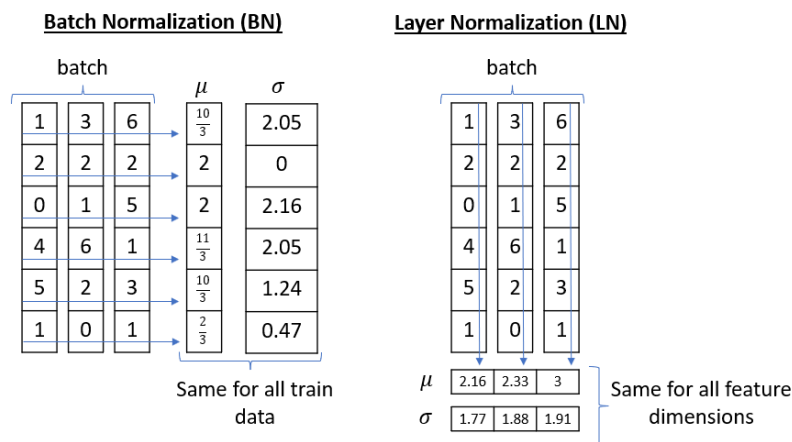 Batch Normalization (BN)
batch
μ σ
1 3 6 10/3 2.05
2 2 2 2 0
0 1 5 2 2.16
4 6 1 11/3 2.05
5 2 3 10/3 1.24
1 0 1 2/3 0.47
Same for all train
data
Layer Normalization (LN)
batch
1 3 6
2 2 2
0 1 5
4 6 1
5 2 3
1 0 1
μ 2.16 2.33 3
σ 1.77 1.88 1.91
Same for all feature
dimensions